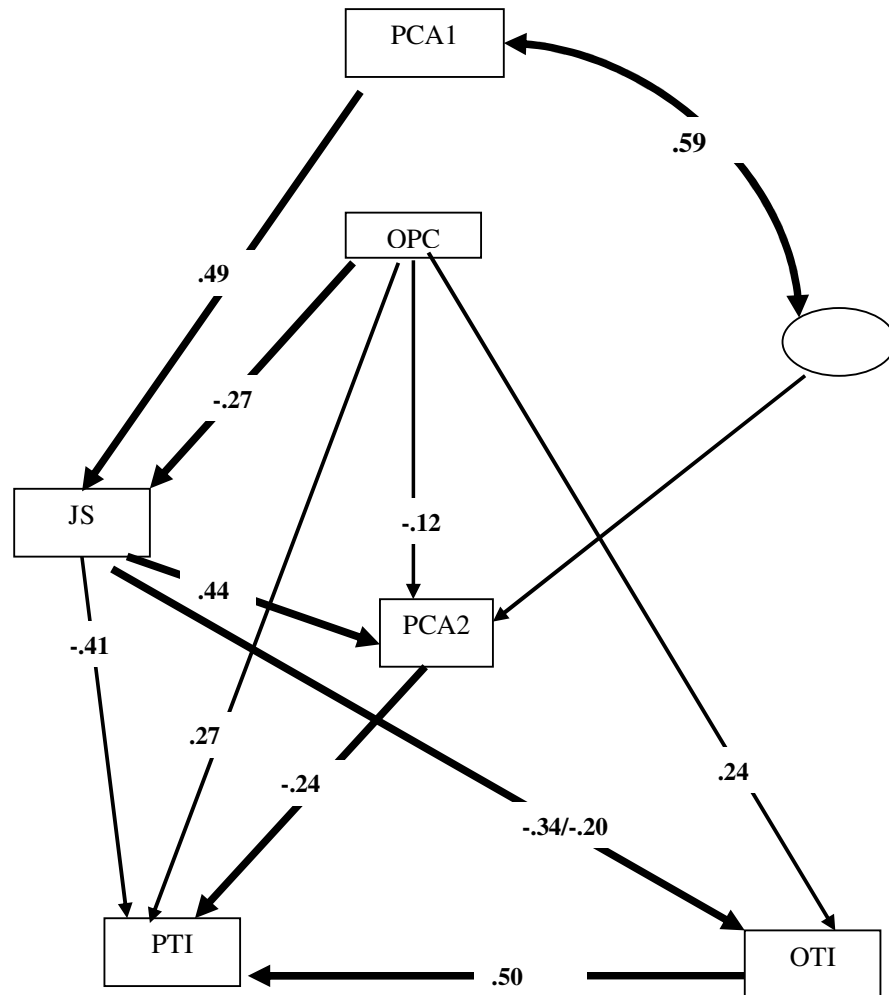 PCA1
.59
OPC
.49
-.27
JS
-.12
.44
PCA2
-.41
.27
-.24
.24
-.34/-.20
PTI
OTI
.50